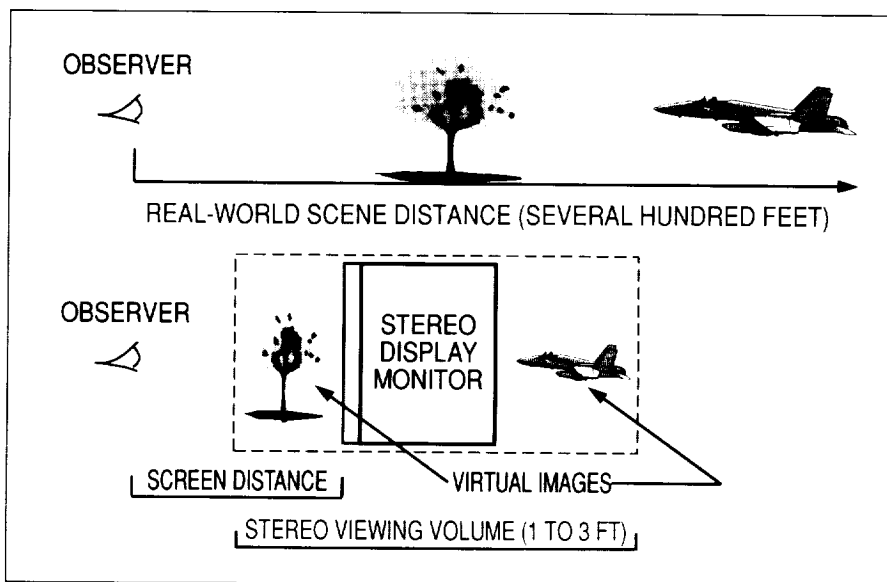 OBSERVER
REAL-WORLD SCENE DISTANCE (SEVERAL HUNDRED FEET)
OBSERVER
STEREO
DISPLAY
MONITOR
SCREEN DISTANCE
VIRTUAL IMAGES
STEREO VIEWING VOLUME (1 TO 3 FT)